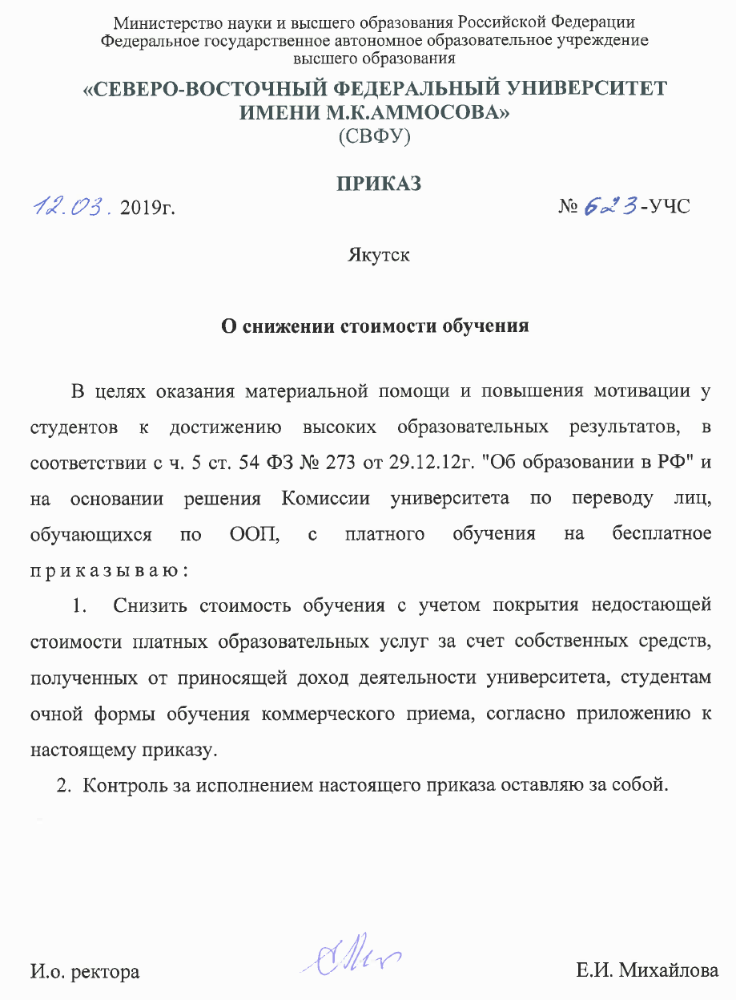 Министерство науки и высшего образования Российской Федерации
Федеральное государственное автономное образовательное учреждение
высшего образования
«СЕВЕРО-ВОСТОЧНЫЙ ФЕДЕРАЛЬНЫЙ УНИВЕРСИТЕТ
ИМЕНИ М.К.АММОСОВА»
(СВФУ)
ПРИКАЗ
12.03. 2019г. № 623-УЧС
Якутск
О снижении стоимости обучения
В целях оказания материальной помощи и повышения мотивации у
студентов к достижению высоких образовательных результатов, в
соответствии с ч. 5 ст. 54 ФЗ № 273 от 29.12.12г. "Об образовании в РФ" и
на основании решения Комиссии университета по переводу лиц,
обучающихся по ООП, с платного обучения на бесплатное
приказываю:
1. Снизить стоимость обучения с учетом покрытия недостающей
стоимости платных образовательных услуг за счет собственных средств,
полученных от приносящей доход деятельности университета, студентам
очной формы обучения коммерческого приема, согласно приложению к
настоящему приказу.
2. Контроль за исполнением настоящего приказа оставляю за собой.
И.о. ректора Е.И. Михайлова